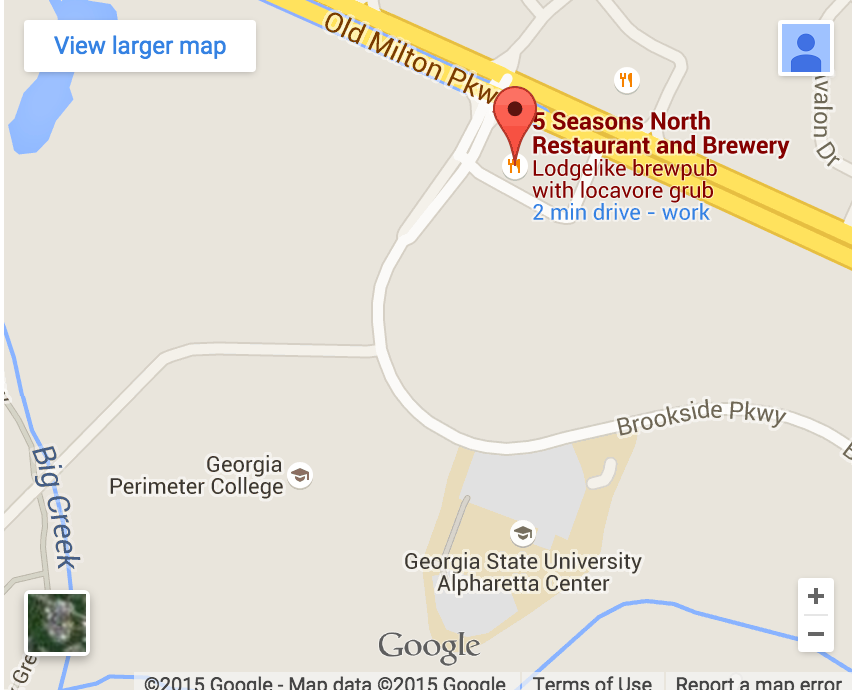 View larger map
Old Milton Pkwy
5 Seasons North
Restaurant and Brewery
Lodgelike brewpub
with locavore grub
2 min drive - work
Avalon Dr
Brookside Pkwy
Georgia
Perimeter College
Big Creek
Georgia State University
Alpharetta Center
Google
+
−
©2015 Google - Map data ©2015 Google
Terms of Use
Report a map error